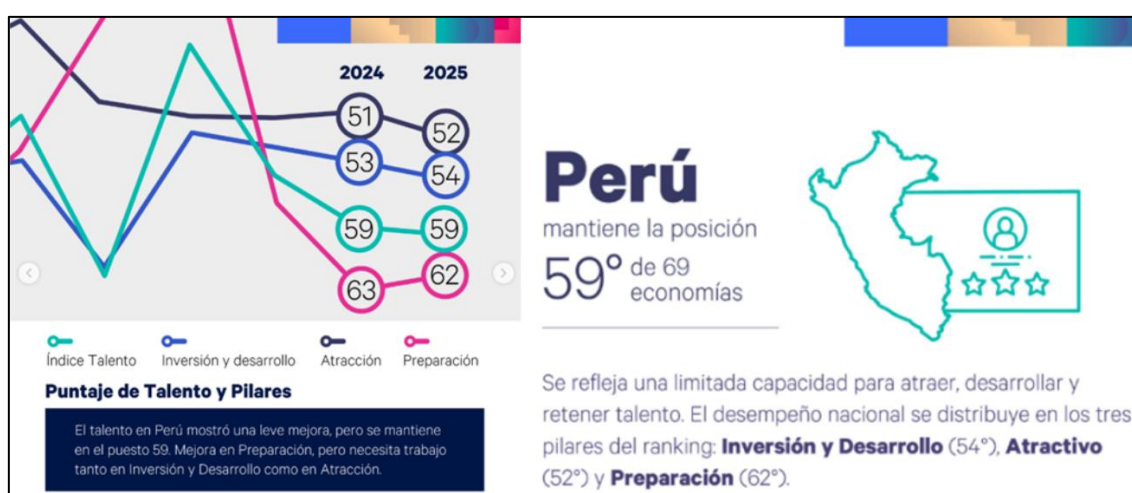 2024 2025
51 52
53 54
59 59
63 62
Índice Talento Inversión y desarrollo Atracción Preparación
Puntaje de Talento y Pilares
El talento en Perú mostró una leve mejora, pero se mantiene
en el puesto 59. Mejora en Preparación, pero necesita trabajo
tanto en Inversión y Desarrollo como en Atracción.
Perú
mantiene la posición
59° de 69
economías
Se refleja una limitada capacidad para atraer, desarrollar y
retener talento. El desempeño nacional se distribuye en los tres
pilares del ranking: Inversión y Desarrollo (54°), Atractivo
(52°) y Preparación (62°).